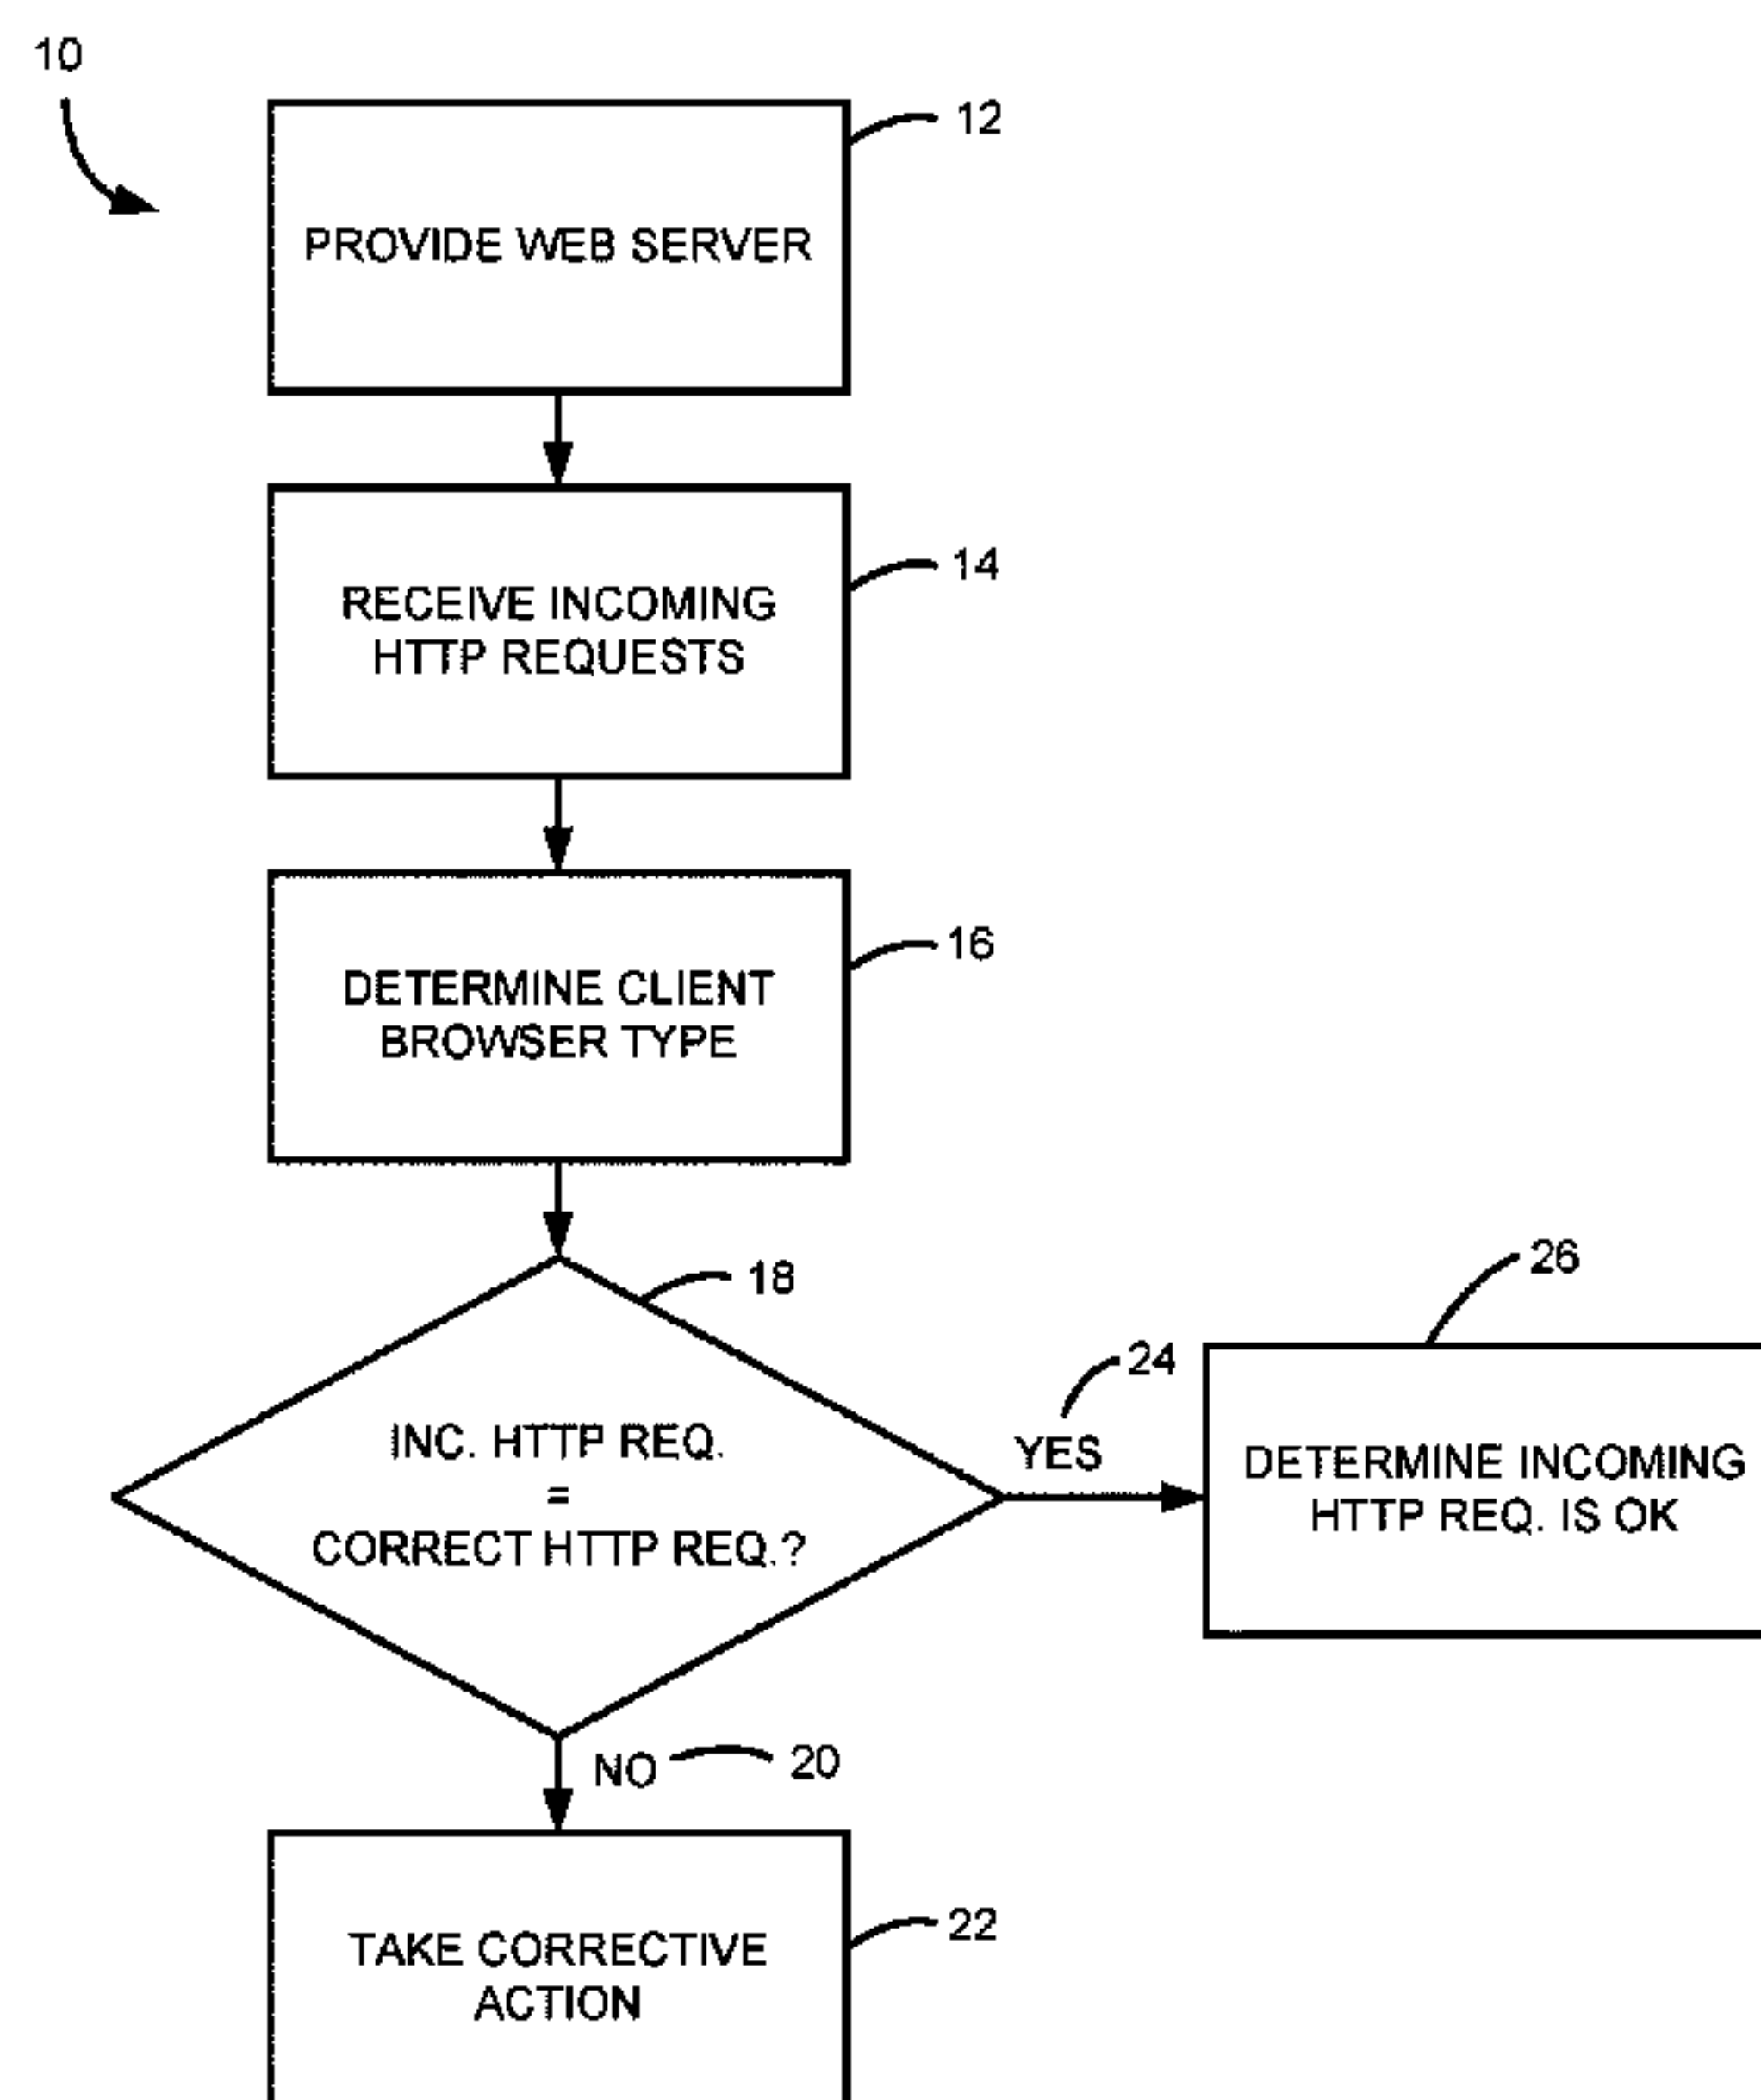 10
12
PROVIDE WEB SERVER
14
RECEIVE INCOMING
HTTP REQUESTS
16
DETERMINE CLIENT
BROWSER TYPE
18
INC. HTTP REQ.
=
CORRECT HTTP REQ.?
24
YES
26
DETERMINE INCOMING
HTTP REQ. IS OK
NO
20
22
TAKE CORRECTIVE
ACTION